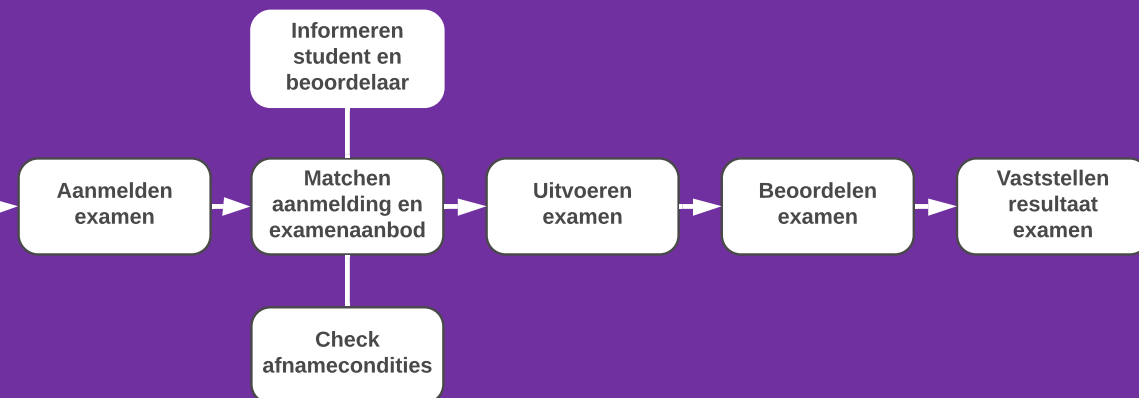 Informeren
student en
beoordelaar
Aanmelden
examen
Matchen
aanmelding en
examenaanbod
Uitvoeren
examen
Beoordelen
examen
Vaststellen
resultaat
examen
Check
afnamecondities